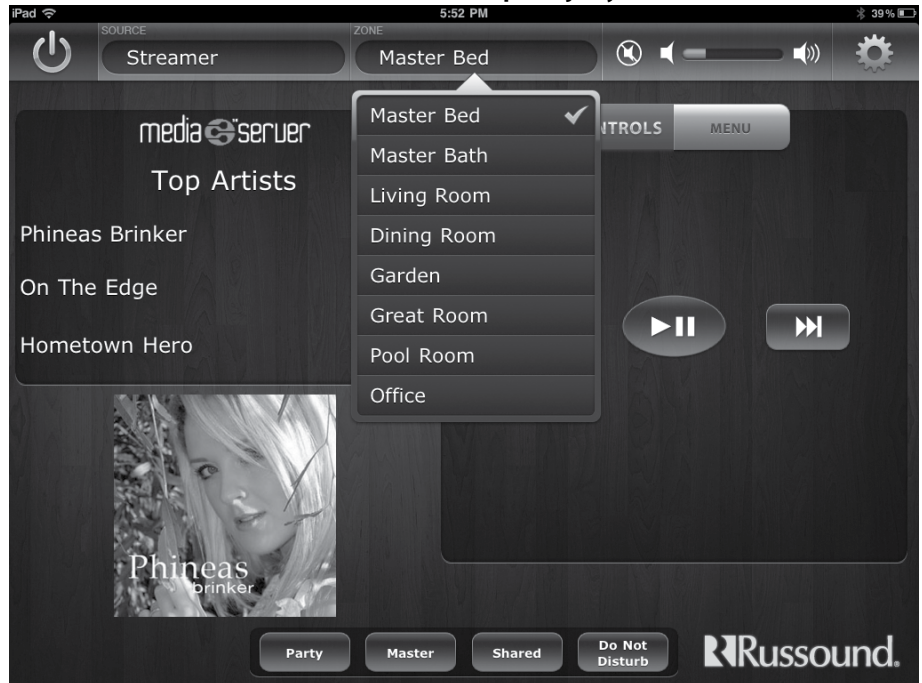 iPad 5:52 PM 39%
SOURCE ZONE
Streamer Master Bed
media server
Top Artists
Phineas Brinker
On The Edge
Hometown Hero
Master Bed
Master Bath
Living Room
Dining Room
Garden
Great Room
Pool Room
Office
NTROLS MENU
Phineas
brinker
Party Master Shared Do Not
Disturb
Russound.